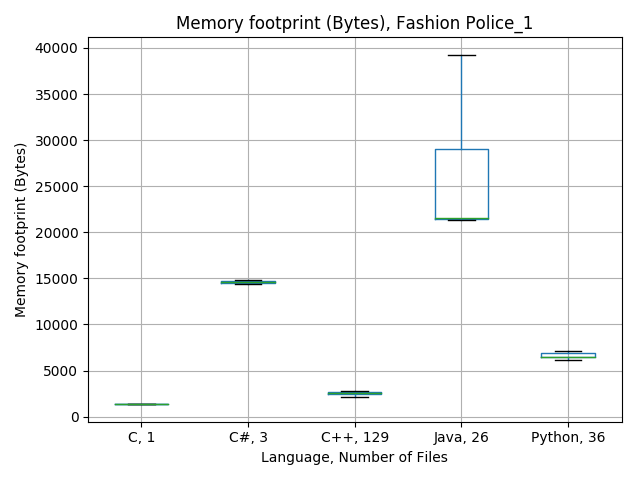 Memory footprint (Bytes), Fashion Police_1
40000
35000
30000
25000
20000
15000
10000
5000
0
Memory footprint (Bytes)
C, 1
C#, 3
C++, 129
Java, 26
Python, 36
Language, Number of Files